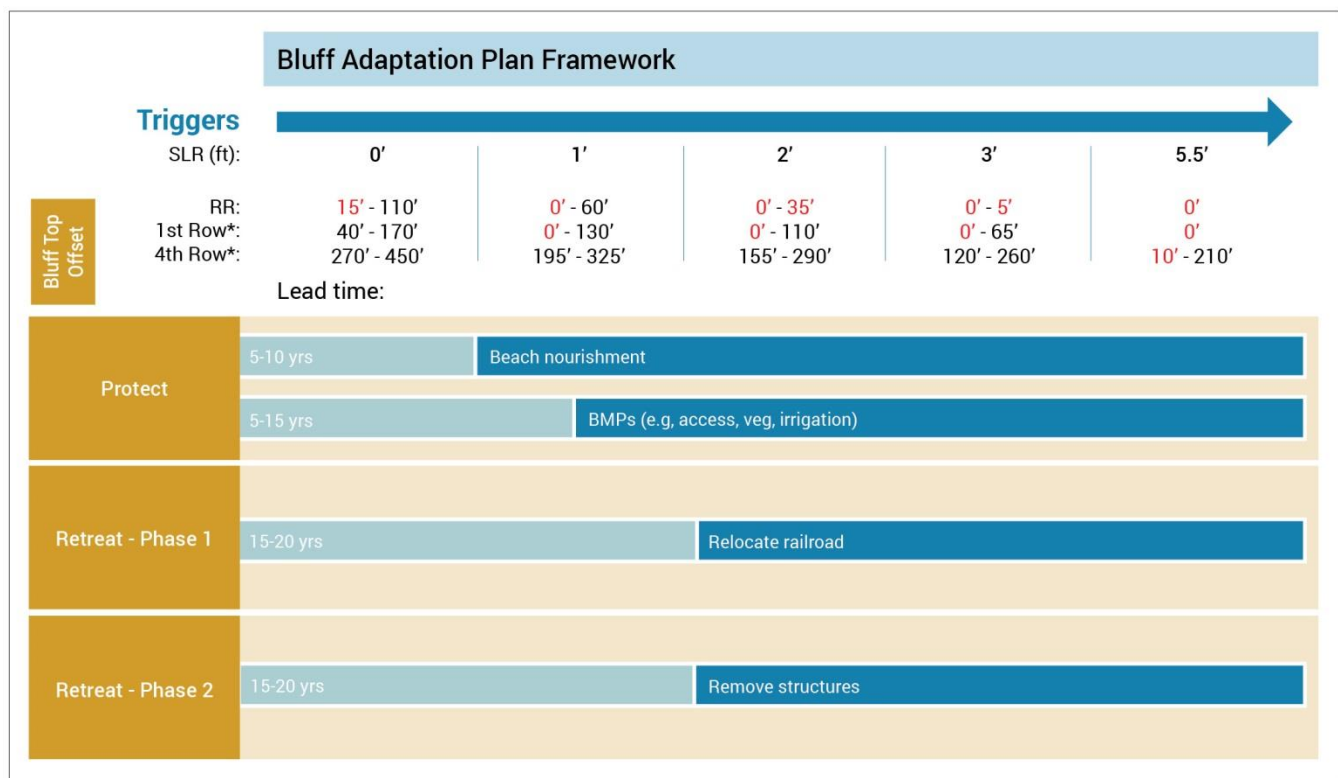 Bluff Adaptation Plan Framework
Triggers
SLR (ft): 0’ 1’ 2’ 3’ 5.5’
Bluff Top
Offset
RR: 15’ - 110’ 0’ - 60’ 0’ - 35’ 0’ - 5’ 0’
1st Row*: 40’ - 170’ 0’ - 130’ 0’ - 110’ 0’ - 65’ 0’
4th Row*: 270’ - 450’ 195’ - 325’ 155’ - 290’ 120’ - 260’ 10’ - 210’
Lead time:
Protect
5-10 yrs Beach nourishment
5-15 yrs BMPs (e.g, access, veg, irrigation)
Retreat - Phase 1
15-20 yrs Relocate railroad
Retreat - Phase 2
15-20 yrs Remove structures